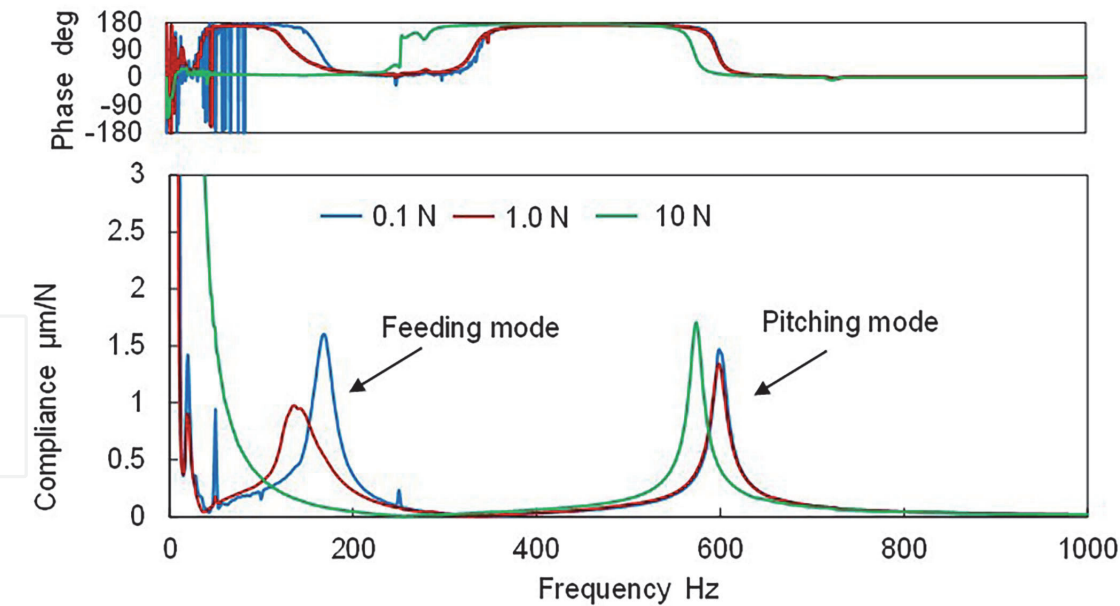 Phase deg
180
90
0
-90
-180
Compliance μm/N
3
2.5
2
1.5
1
0.5
0
0.1 N 1.0 N 10 N
Feeding mode
Pitching mode
0 200 400 600 800 1000
Frequency Hz